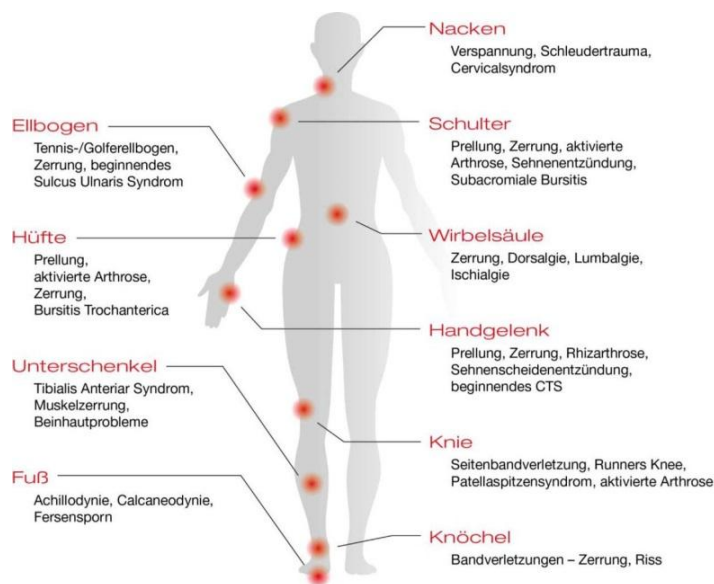 Nacken
Verspannung, Schleudertrauma,
Cervicalsyndrom
Ellbogen
Tennis-/Golferellbogen,
Zerrung, beginnendes
Sulcus Ulnaris Syndrom
Schulter
Prellung, Zerrung, aktivierte
Arthrose, Sehnenentzündung,
Subacromiale Bursitis
Hüfte
Prellung,
aktivierte Arthrose,
Zerrung,
Bursitis Trochanterica
Wirbelsäule
Zerrung, Dorsalgie, Lumbalgie,
Ischialgie
Handgelenk
Prellung, Zerrung, Rhizarthrose,
Sehnenscheidenentzündung,
beginnendes CTS
Unterschenkel
Tibialis Anteriar Syndrom,
Muskelzerrung,
Beinhautprobleme
Knie
Seitenbandverletzung, Runners Knee,
Patellaspitzensyndrom, aktivierte Arthrose
Fuß
Achillodynie, Calcaneodynie,
Fersensporn
Knöchel
Bandverletzungen – Zerrung, Riss